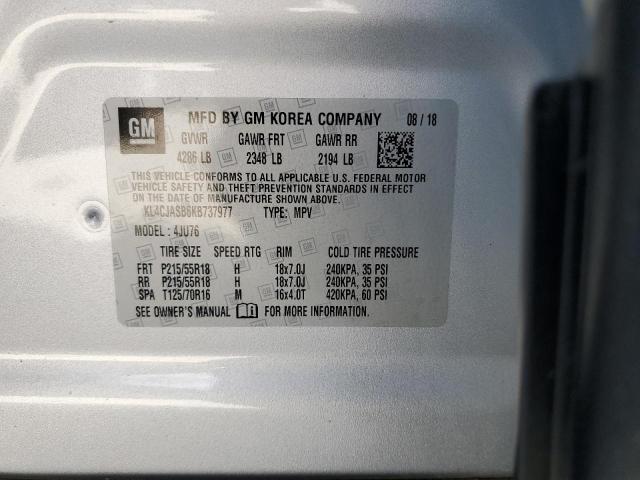 GM MFD BY GM KOREA COMPANY 08 / 18
GVWR GAWR FRT GAWR RR
4286 LB 2348 LB 2194 LB
THIS VEHICLE CONFORMS TO ALL APPLICABLE U.S. FEDERAL MOTOR
VEHICLE SAFETY AND THEFT PREVENTION STANDARDS IN EFFECT
ON THE DATE OF MANUFACTURE SHOWN ABOVE.
KL4CJASB6KB737977 TYPE: MPV
MODEL : 4JU76
TIRE SIZE SPEED RTG RIM COLD TIRE PRESSURE
FRT P215/55R18 H 18x7.0J 240KPA, 35 PSI
RR P215/55R18 H 18x7.0J 240KPA, 35 PSI
SPA T125/70R16 M 16x4.0T 420KPA, 60 PSI
SEE OWNER'S MANUAL FOR MORE INFORMATION.